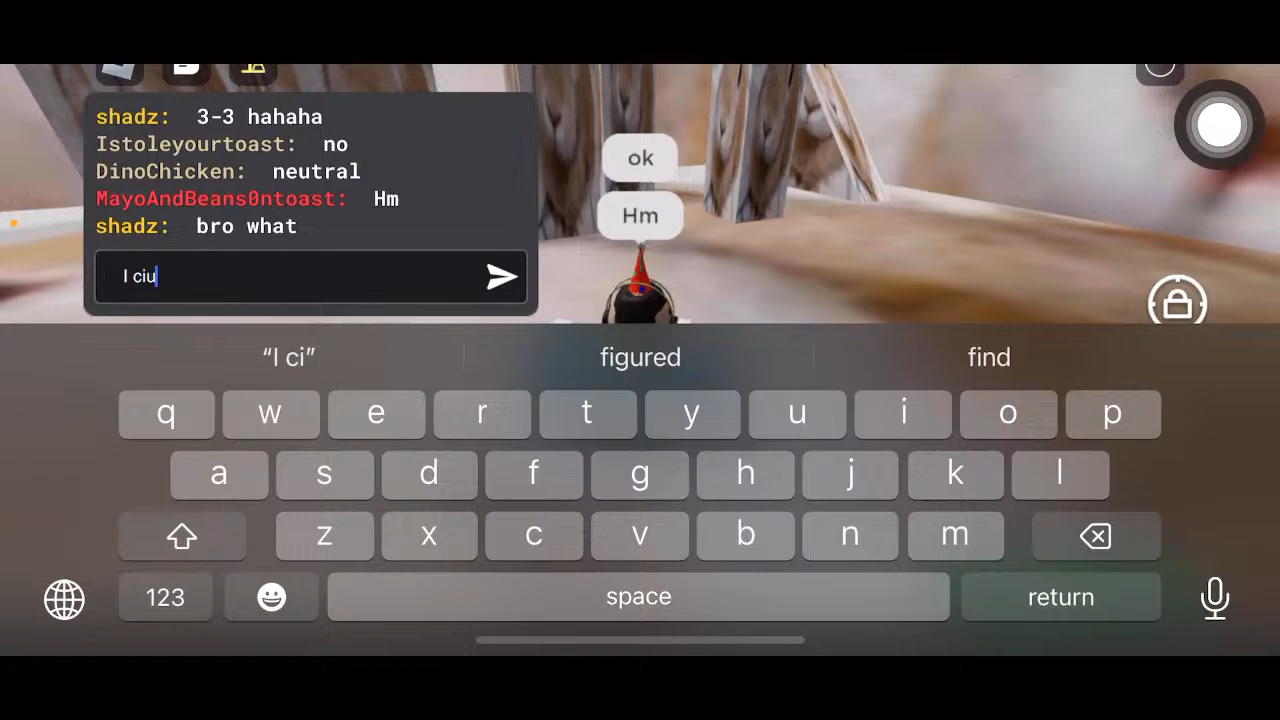 shadz: 3-3 hahaha
Istoleyourtoast: no
DinoChicken: neutral
MayoAndBeans0ntoast: Hm
shadz: bro what
I ciu
ok
Hm
“I ci” figured find
q w e r t y u i o p
a s d f g h j k l
z x c v b n m
123 space return